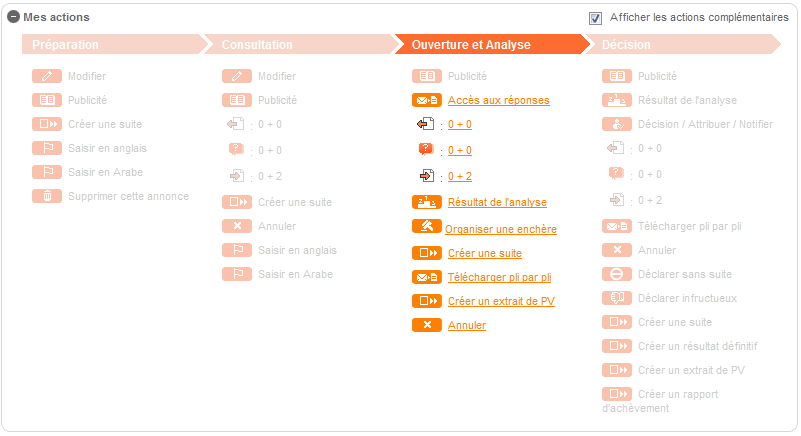 Mes actions
Afficher les actions complémentaires
Préparation
Modifier
Publicité
Créer une suite
Saisir en anglais
Saisir en Arabe
Supprimer cette annonce
Consultation
Modifier
Publicité
: 0 + 0
: 0 + 0
: 0 + 2
Créer une suite
Annuler
Saisir en anglais
Saisir en Arabe
Ouverture et Analyse
Publicité
Accès aux réponses
: 0 + 0
: 0 + 0
: 0 + 2
Résultat de l'analyse
Organiser une enchère
Créer une suite
Télécharger pli par pli
Créer un extrait de PV
Annuler
Décision
Publicité
Résultat de l'analyse
Décision / Attribuer / Notifier
: 0 + 0
: 0 + 0
: 0 + 2
Télécharger pli par pli
Annuler
Déclarer sans suite
Déclarer infructueux
Créer une suite
Créer un résultat définitif
Créer un extrait de PV
Créer un rapport
d'achèvement